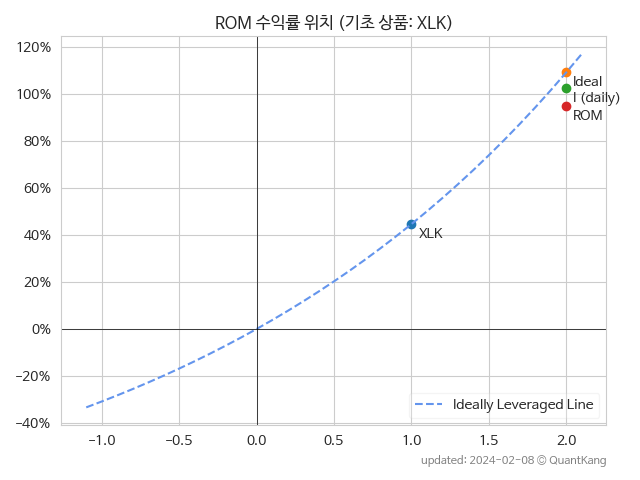 ROM 수익률 위치 (기초 상품: XLK)
120%
100%
80%
60%
40%
20%
0%
−20%
−40%
Ideal
I (daily)
ROM
XLK
Ideally Leveraged Line
−1.0
−0.5
0.0
0.5
1.0
1.5
2.0
updated: 2024-02-08 © QuantKang